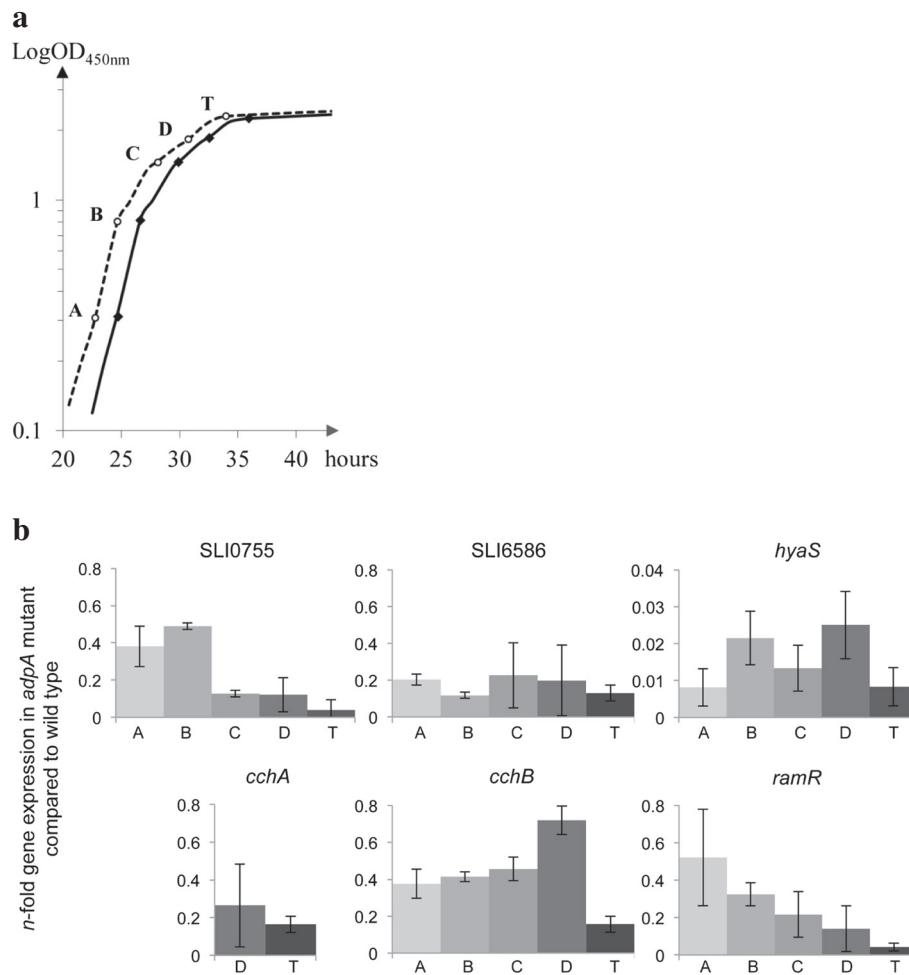 a
LogOD450nm
T
D
C
1
B
A
0.1
20 25 30 35 40 hours
b
n-fold gene expression in adpA mutant
compared to wild type
SLI0755
0.8
0.6
0.4
0.2
0
A B C D T
SLI6586
0.8
0.6
0.4
0.2
0
A B C D T
hyaS
0.04
0.03
0.02
0.01
0
A B C D T
cchA
0.8
0.6
0.4
0.2
0
D T
cchB
0.8
0.6
0.4
0.2
0
A B C D T
ramR
0.8
0.6
0.4
0.2
0
A B C D T